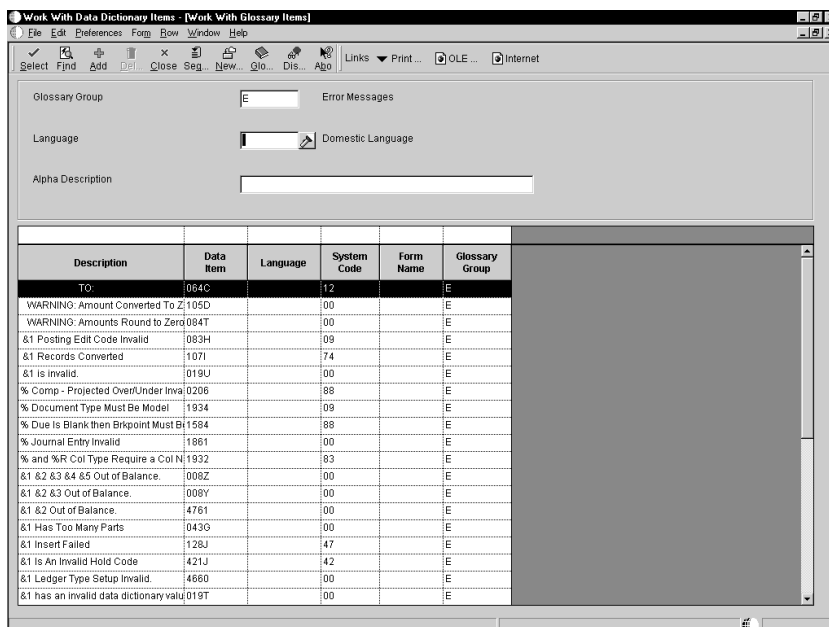 Work With Data Dictionary Items - [Work With Glossary Items]
File Edit Preferences Form Row Window Help
Select Find Add Del... Close Seq... New... Glo... Dis... Abo Links Print ... OLE ... Internet
Glossary Group E Error Messages
Language Domestic Language
Alpha Description
Description Data Item Language System Code Form Name Glossary Group
TO: 064C 12 E
WARNING: Amount Converted To Z 105D 00 E
WARNING: Amounts Round to Zero 084T 00 E
&1 Posting Edit Code Invalid 083H 09 E
&1 Records Converted 107I 74 E
&1 is invalid. 019U 00 E
% Comp - Projected Over/Under Inva 0206 88 E
% Document Type Must Be Model 1934 09 E
% Due Is Blank then Brkpoint Must B 1584 88 E
% Journal Entry Invalid 1861 00 E
% and %R Col Type Require a Col N 1932 83 E
&1 &2 &3 &4 &5 Out of Balance. 008Z 00 E
&1 &2 &3 Out of Balance. 008Y 00 E
&1 &2 Out of Balance. 4761 00 E
&1 Has Too Many Parts 043G 00 E
&1 Insert Failed 128J 47 E
&1 Is An Invalid Hold Code 421J 42 E
&1 Ledger Type Setup Invalid. 4660 00 E
&1 has an invalid data dictionary valu 019T 00 E